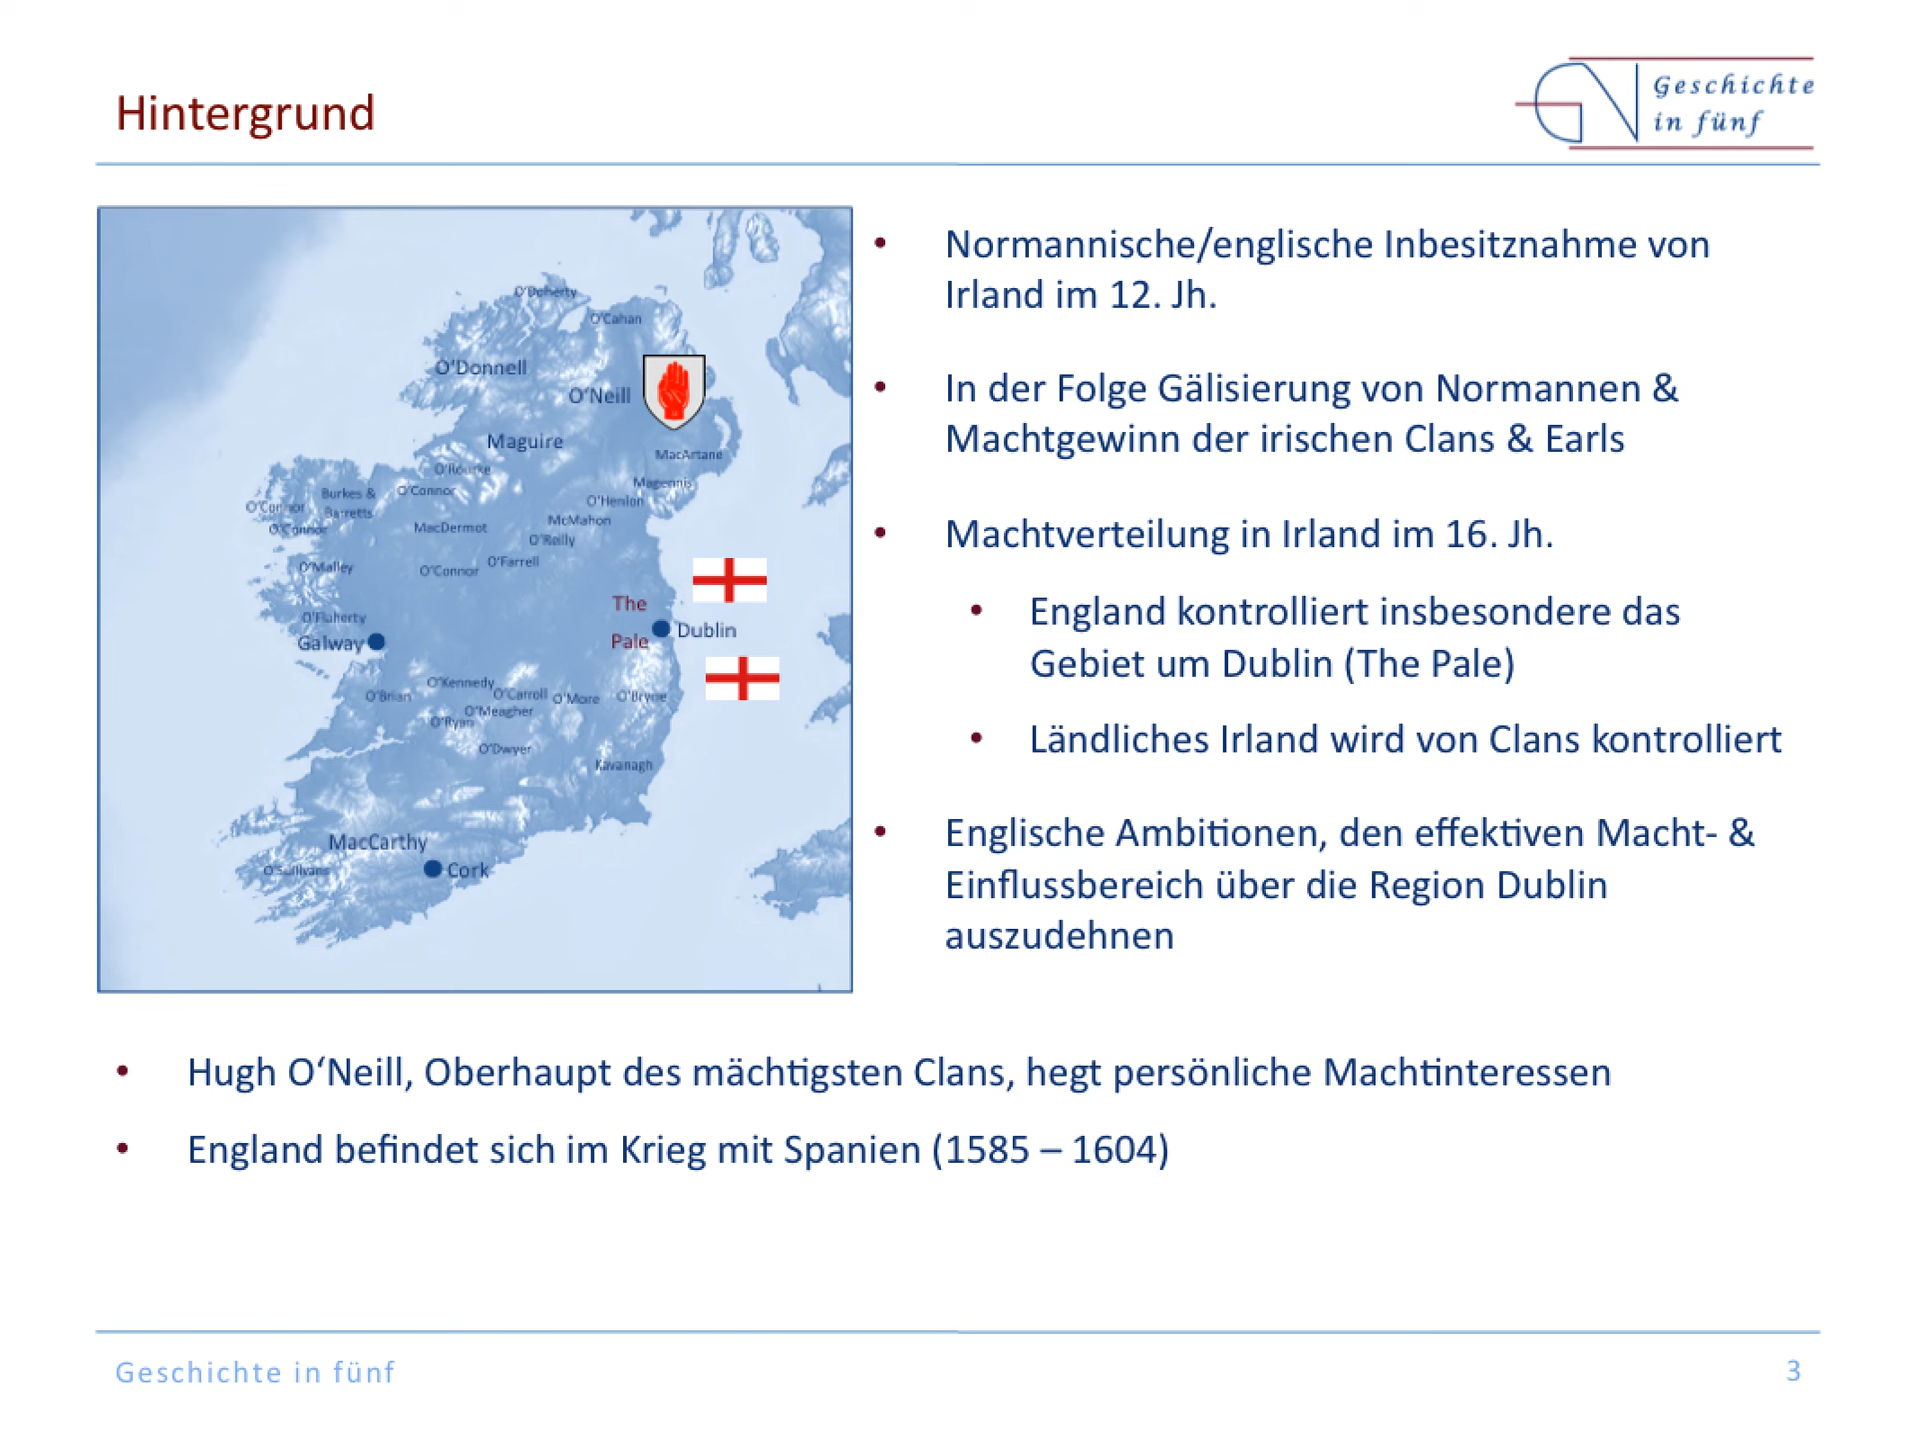 Hintergrund
Geschichte
in fünf
O'Doherty
O'Cahan
O'Donnell
O'Neill
Maguire
MacArtane
O'Rourke
Magennis
Burkes &
O'Connor
O'Henlon
O'Connor
Barretts
McMahon
O'Connor
MacDermot
O'Reilly
O'Malley
O'Connor
O'Farrell
The
O'Flaherty
Dublin
Galway
Pale
O'Kennedy
O'Brian
O'Carroll
O'More
O'Bryne
O'Meagher
O'Ryan
O'Dwyer
Kavanagh
MacCarthy
O'Sullivans
Cork
• Normannische/englische Inbesitznahme von
Irland im 12. Jh.
• In der Folge Gälisierung von Normannen &
Machtgewinn der irischen Clans & Earls
• Machtverteilung in Irland im 16. Jh.
• England kontrolliert insbesondere das
Gebiet um Dublin (The Pale)
• Ländliches Irland wird von Clans kontrolliert
• Englische Ambitionen, den effektiven Macht- &
Einflussbereich über die Region Dublin
auszudehnen
• Hugh O‘Neill, Oberhaupt des mächtigsten Clans, hegt persönliche Machtinteressen
• England befindet sich im Krieg mit Spanien (1585 – 1604)
Geschichte in fünf
3